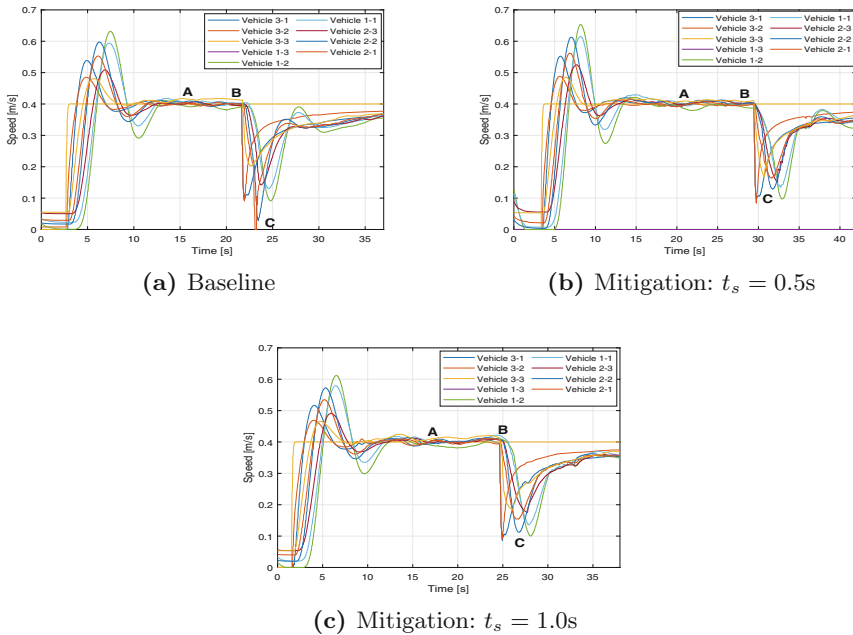 0.7
0.6
0.5
0.4
0.3
0.2
0.1
0
Speed [m/s]
0 5 10 15 20 25 30 35
Time [s]
Vehicle 3-1
Vehicle 3-2
Vehicle 3-3
Vehicle 1-3
Vehicle 1-2
Vehicle 1-1
Vehicle 2-3
Vehicle 2-2
Vehicle 2-1
A
B
C
(a) Baseline
0.7
0.6
0.5
0.4
0.3
0.2
0.1
0
Speed [m/s]
0 5 10 15 20 25 30 35 40
Time [s]
Vehicle 3-1
Vehicle 3-2
Vehicle 3-3
Vehicle 1-3
Vehicle 1-2
Vehicle 1-1
Vehicle 2-3
Vehicle 2-2
Vehicle 2-1
A
B
C
(b) Mitigation: t_s = 0.5s
0.7
0.6
0.5
0.4
0.3
0.2
0.1
0
Speed [m/s]
0 5 10 15 20 25 30 35
Time [s]
Vehicle 3-1
Vehicle 3-2
Vehicle 3-3
Vehicle 1-3
Vehicle 1-2
Vehicle 1-1
Vehicle 2-3
Vehicle 2-2
Vehicle 2-1
A
B
C
(c) Mitigation: t_s = 1.0s